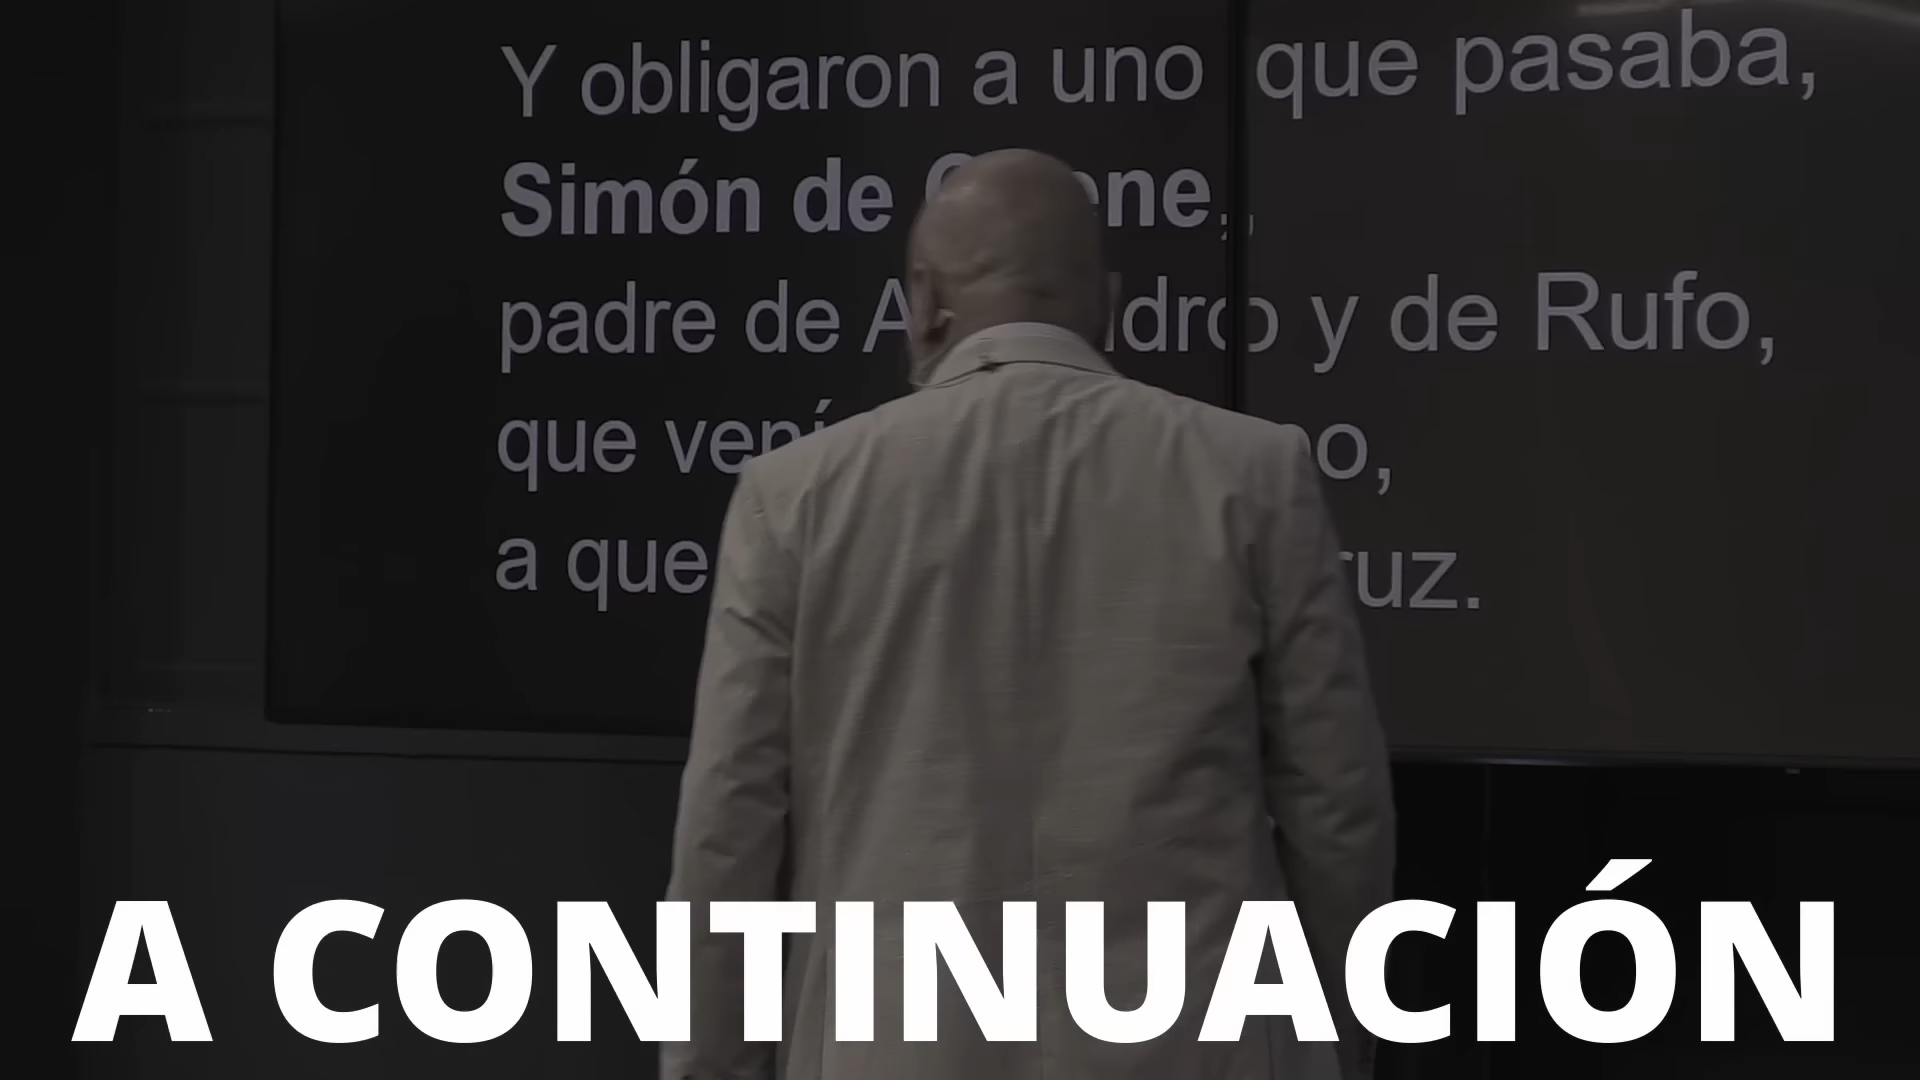 Y obligaron a uno que pasaba,
Simón de
padre de y de Rufo,
que
a que
A CONTINUACIÓN